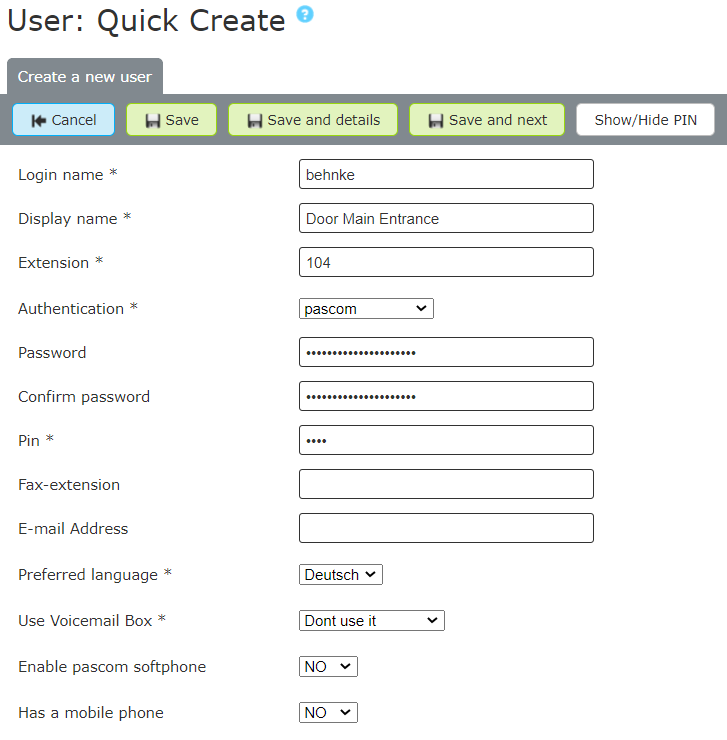 User: Quick Create ?
Create a new user
Cancel Save Save and details Save and next Show/Hide PIN
Login name * behnke
Display name * Door Main Entrance
Extension * 104
Authentication * pascom
Password •••••••••••••••••••••
Confirm password •••••••••••••••••••••
Pin * ••••
Fax-extension
E-mail Address
Preferred language * Deutsch
Use Voicemail Box * Dont use it
Enable pascom softphone NO
Has a mobile phone NO